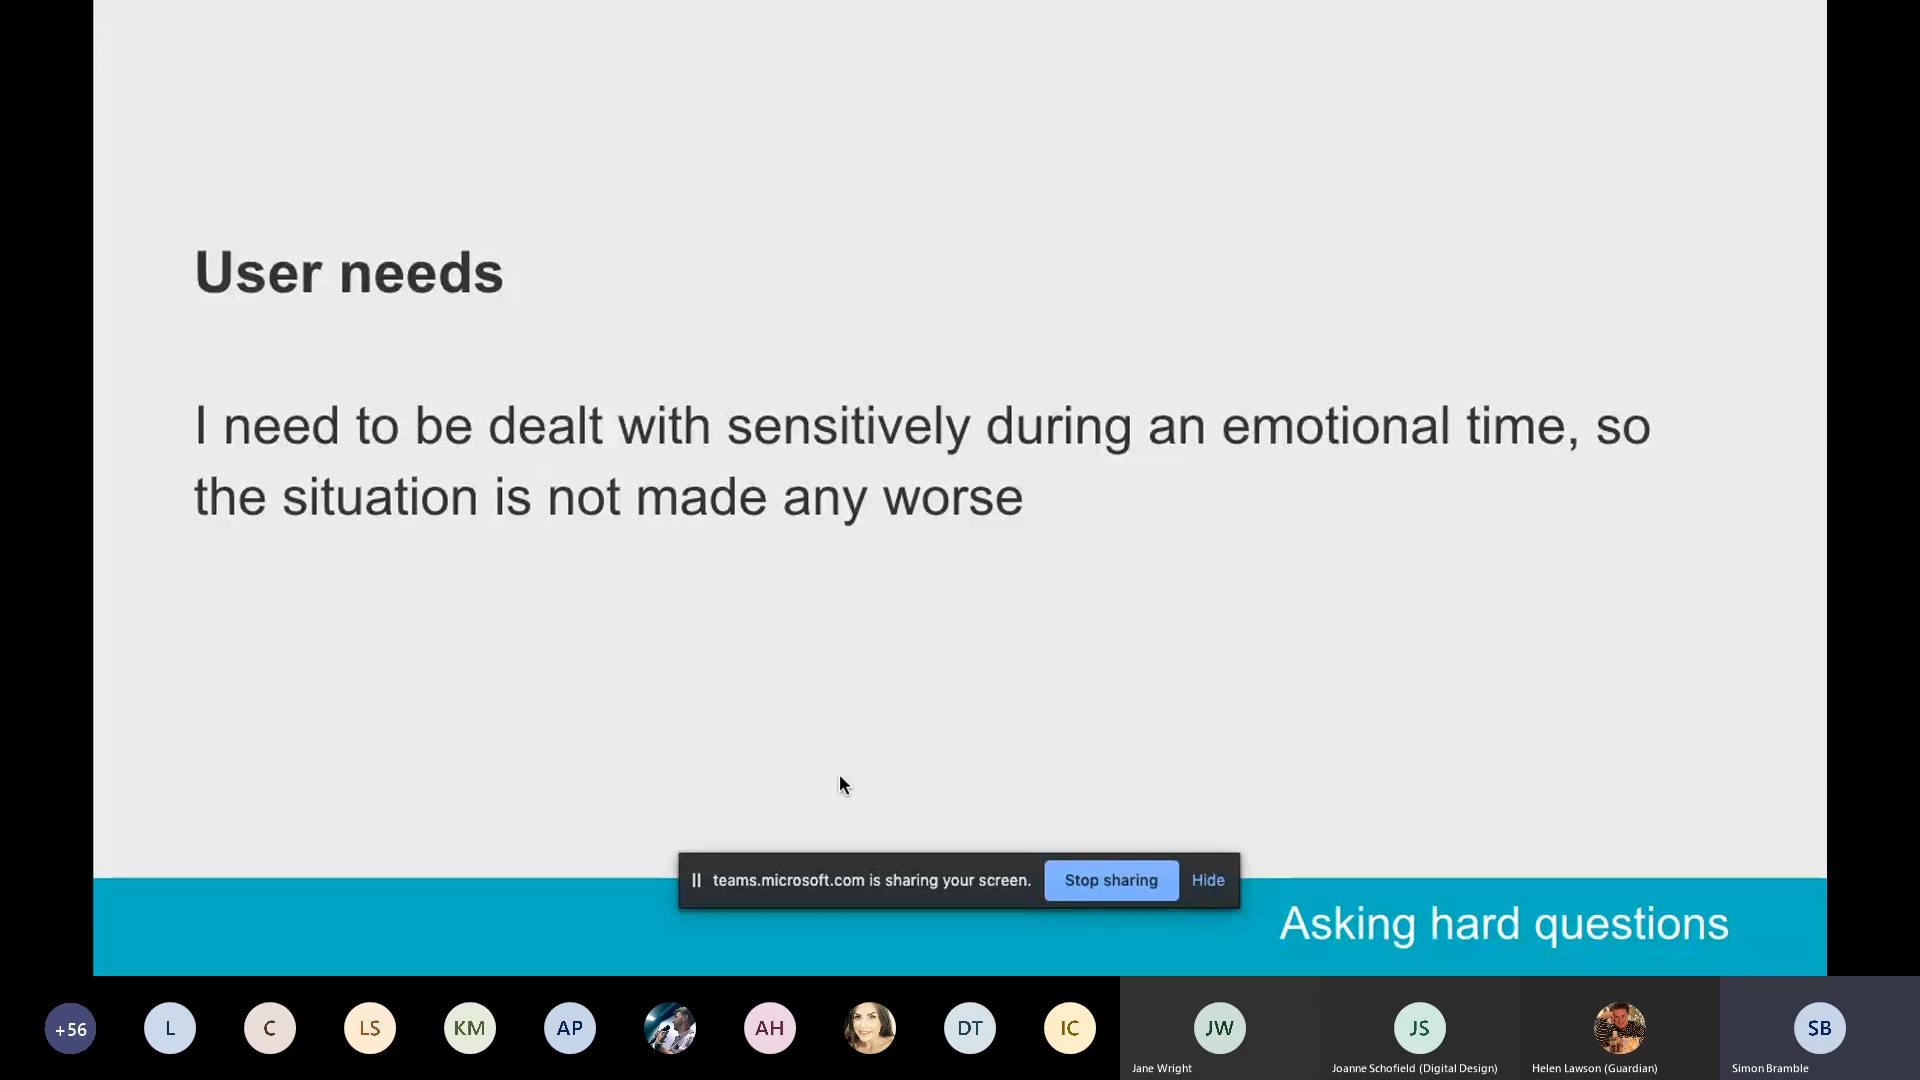 User needs
I need to be dealt with sensitively during an emotional time, so
the situation is not made any worse
teams.microsoft.com is sharing your screen. Stop sharing Hide
Asking hard questions
+56 L C LS KM AP AH DT IC JW JS SB
Jane Wright Joanne Schofield (Digital Design) Helen Lawson (Guardian) Simon Bramble